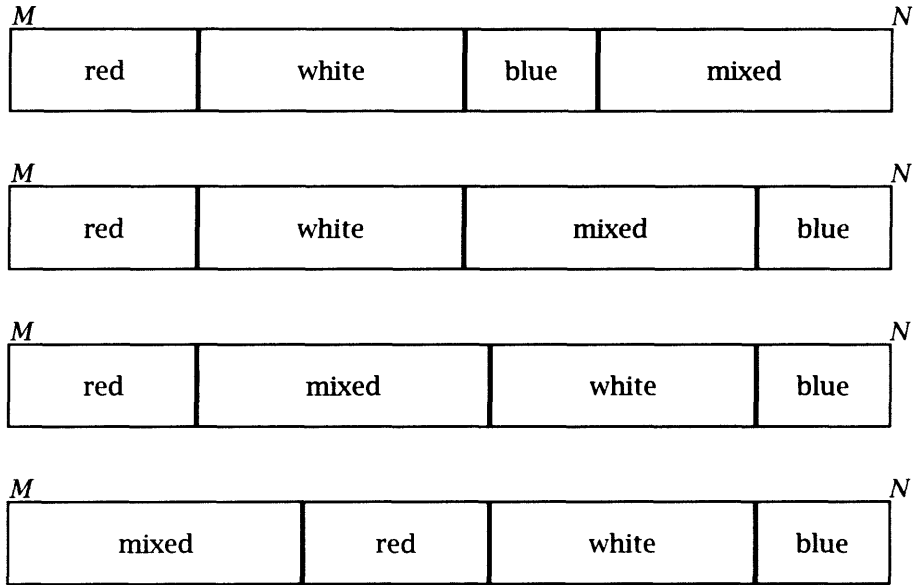 M N
red white blue mixed
M N
red white mixed blue
M N
red mixed white blue
M N
mixed red white blue